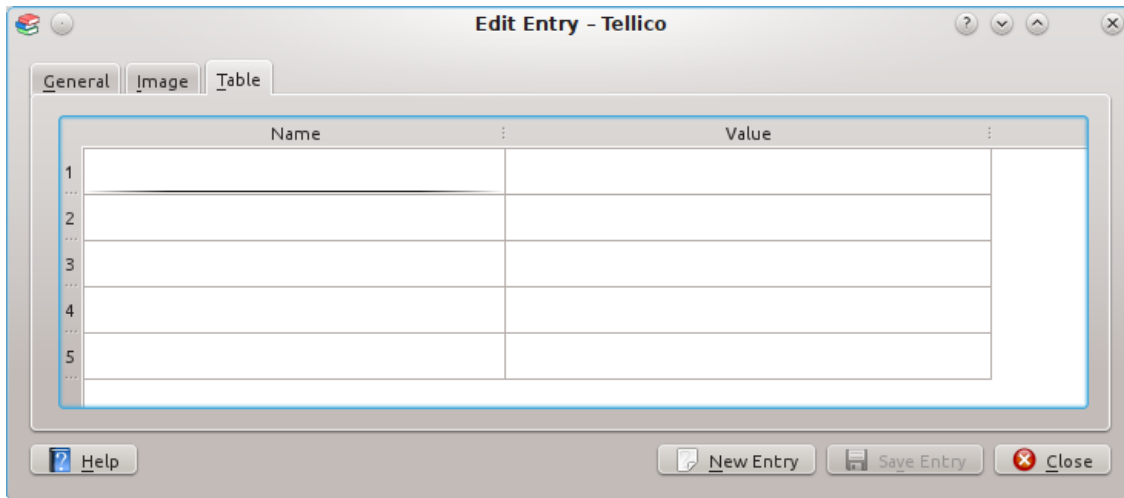 Edit Entry – Tellico
General Image Table
Name Value
1
2
3
4
5
Help New Entry Save Entry Close